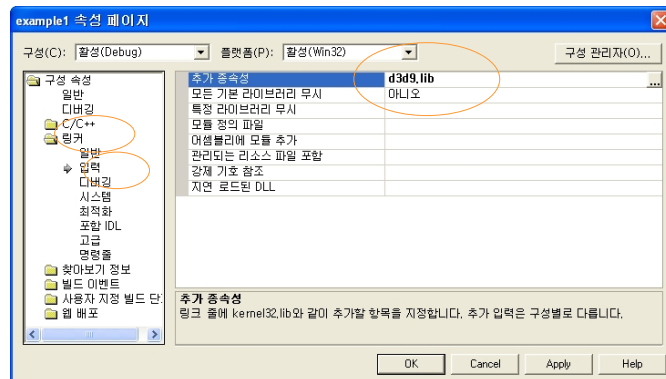 example1 속성 페이지
구성(C): 활성(Debug) 플랫폼(P): 활성(Win32) 구성 관리자(O)...
구성 속성
일반
디버깅
C/C++
링커
일반
입력
디버깅
시스템
최적화
포함 IDL
고급
명령줄
찾아보기 정보
빌드 이벤트
사용자 지정 빌드 단
웹 배포
추가 종속성 d3d9.lib ...
모든 기본 라이브러리 무시 아니오
특정 라이브러리 무시
모듈 정의 파일
어셈블리에 모듈 추가
관리되는 리소스 파일 포함
강제 기호 참조
지연 로드된 DLL
추가 종속성
링크 줄에 kernel32.lib와 같이 추가할 항목을 지정합니다. 추가 입력은 구성별로 다릅니다.
OK Cancel Apply Help